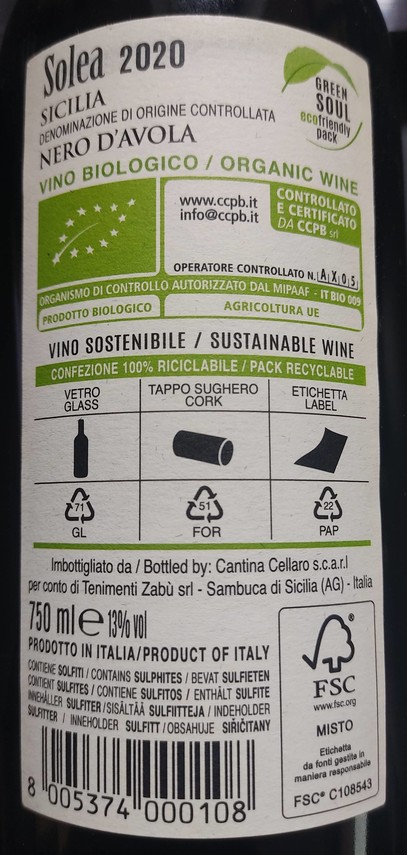 Solea 2020
SICILIA
DENOMINAZIONE DI ORIGINE CONTROLLATA
NERO D'AVOLA
GREEN
SOUL
ecofriendly
pack
VINO BIOLOGICO / ORGANIC WINE
www.ccpb.it
info@ccpb.it
CONTROLLATO
E CERTIFICATO
DA CCPB srl
OPERATORE CONTROLLATO N. AX05
ORGANISMO DI CONTROLLO AUTORIZZATO DAL MIPAAF - IT BIO 009
PRODOTTO BIOLOGICO
AGRICOLTURA UE
VINO SOSTENIBILE / SUSTAINABLE WINE
CONFEZIONE 100% RICICLABILE / PACK RECYCLABLE
VETRO
GLASS
TAPPO SUGHERO
CORK
ETICHETTA
LABEL
71
GL
51
FOR
22
PAP
Imbottigliato da / Bottled by: Cantina Cellaro s.c.a.r.l
per conto di Tenimenti Zabù srl - Sambuca di Sicilia (AG) - Italia
750 ml e 13% vol
PRODOTTO IN ITALIA/PRODUCT OF ITALY
CONTIENE SOLFITI / CONTAINS SULPHITES / BEVAT SULFIETEN
CONTIENT SULFITES / CONTIENE SULFITOS / ENTHÄLT SULFITE
INNEHÅLLER SULFITER /SISÄLTÄÄ SULFIITTEJA / INDEHOLDER
SULFITTER / INNEHOLDER SULFITT /OBSAHUJE SIŘIČITANY
8 005374 000108
FSC
www.fsc.org
MISTO
Etichetta
da fonti gestite in
maniera responsabile
FSC® C108543